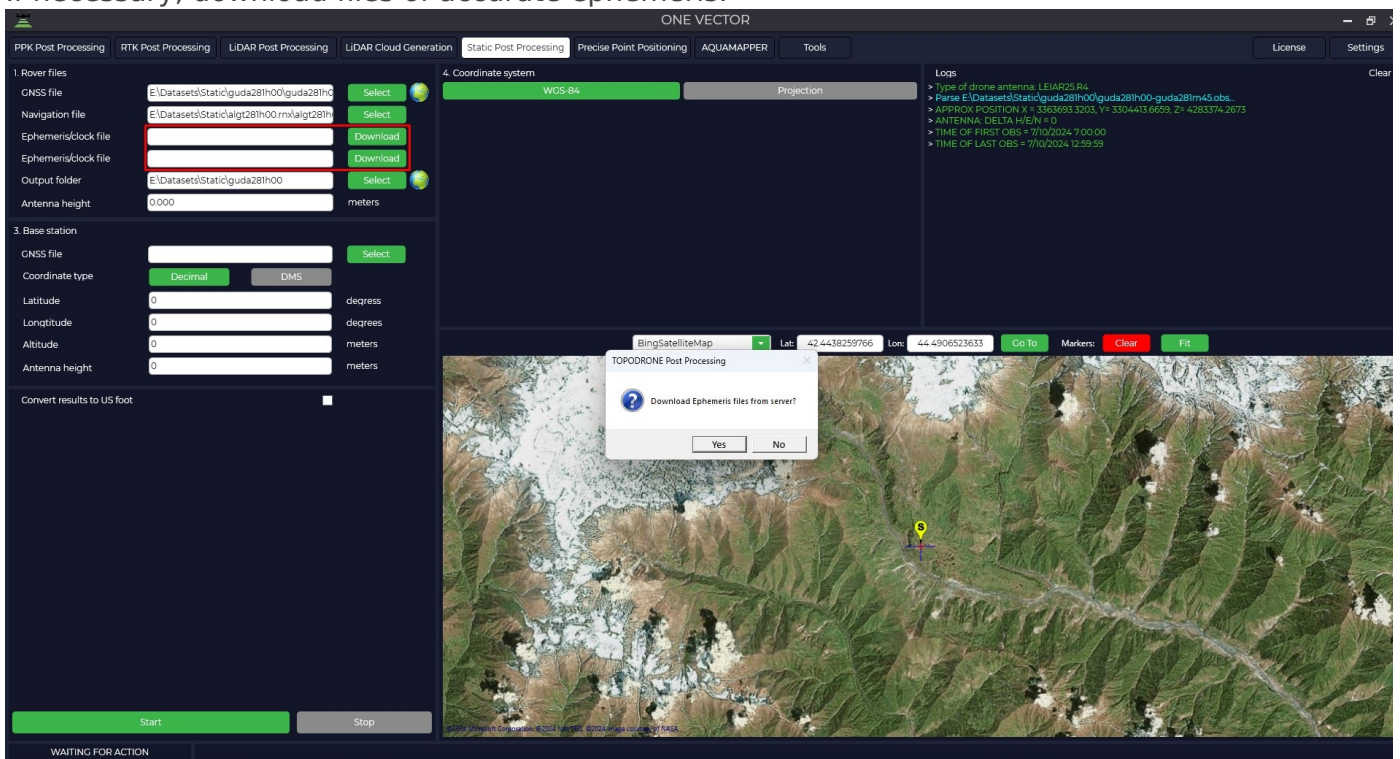 If necessary, download files of accurate ephemeris.
ONE VECTOR
PPK Post Processing
RTK Post Processing
LiDAR Post Processing
LiDAR Cloud Generation
Static Post Processing
Precise Point Positioning
AQUAMAPPER
Tools
License
Settings
1. Rover files
GNSS file
E:\Datasets\Static\guda281h00\guda281h0
Select
Navigation file
E:\Datasets\Static\algt281h00.rnx\algt281h
Select
Ephemeris/clock file
Download
Ephemeris/clock file
Download
Output folder
E:\Datasets\Static\guda281h00
Select
Antenna height
0.000
meters
3. Base station
GNSS file
Select
Coordinate type
Decimal
DMS
Latitude
0
degress
Longtitude
0
degrees
Altitude
0
meters
Antenna height
0
meters
Convert results to US foot
Start
Stop
WAITING FOR ACTION
4. Coordinate system
WGS-84
Projection
Logs
Clear
> Type of drone antenna: LEIAR25.R4
> Parse E:\Datasets\Static\guda281h00\guda281h00-guda281m45.obs...
> APPROX POSITION X = 3363693.3203, Y= 3304413.6659, Z= 4283374.2673
> ANTENNA: DELTA H/E/N = 0
> TIME OF FIRST OBS = 7/10/2024 7:00:00
> TIME OF LAST OBS = 7/10/2024 12:59:59
BingSatelliteMap
Lat:
42.4438259766
Lon:
44.4906523633
Go To
Markers:
Clear
Fit
TOPODRONE Post Processing
Download Ephemeris files from server?
Yes
No
S